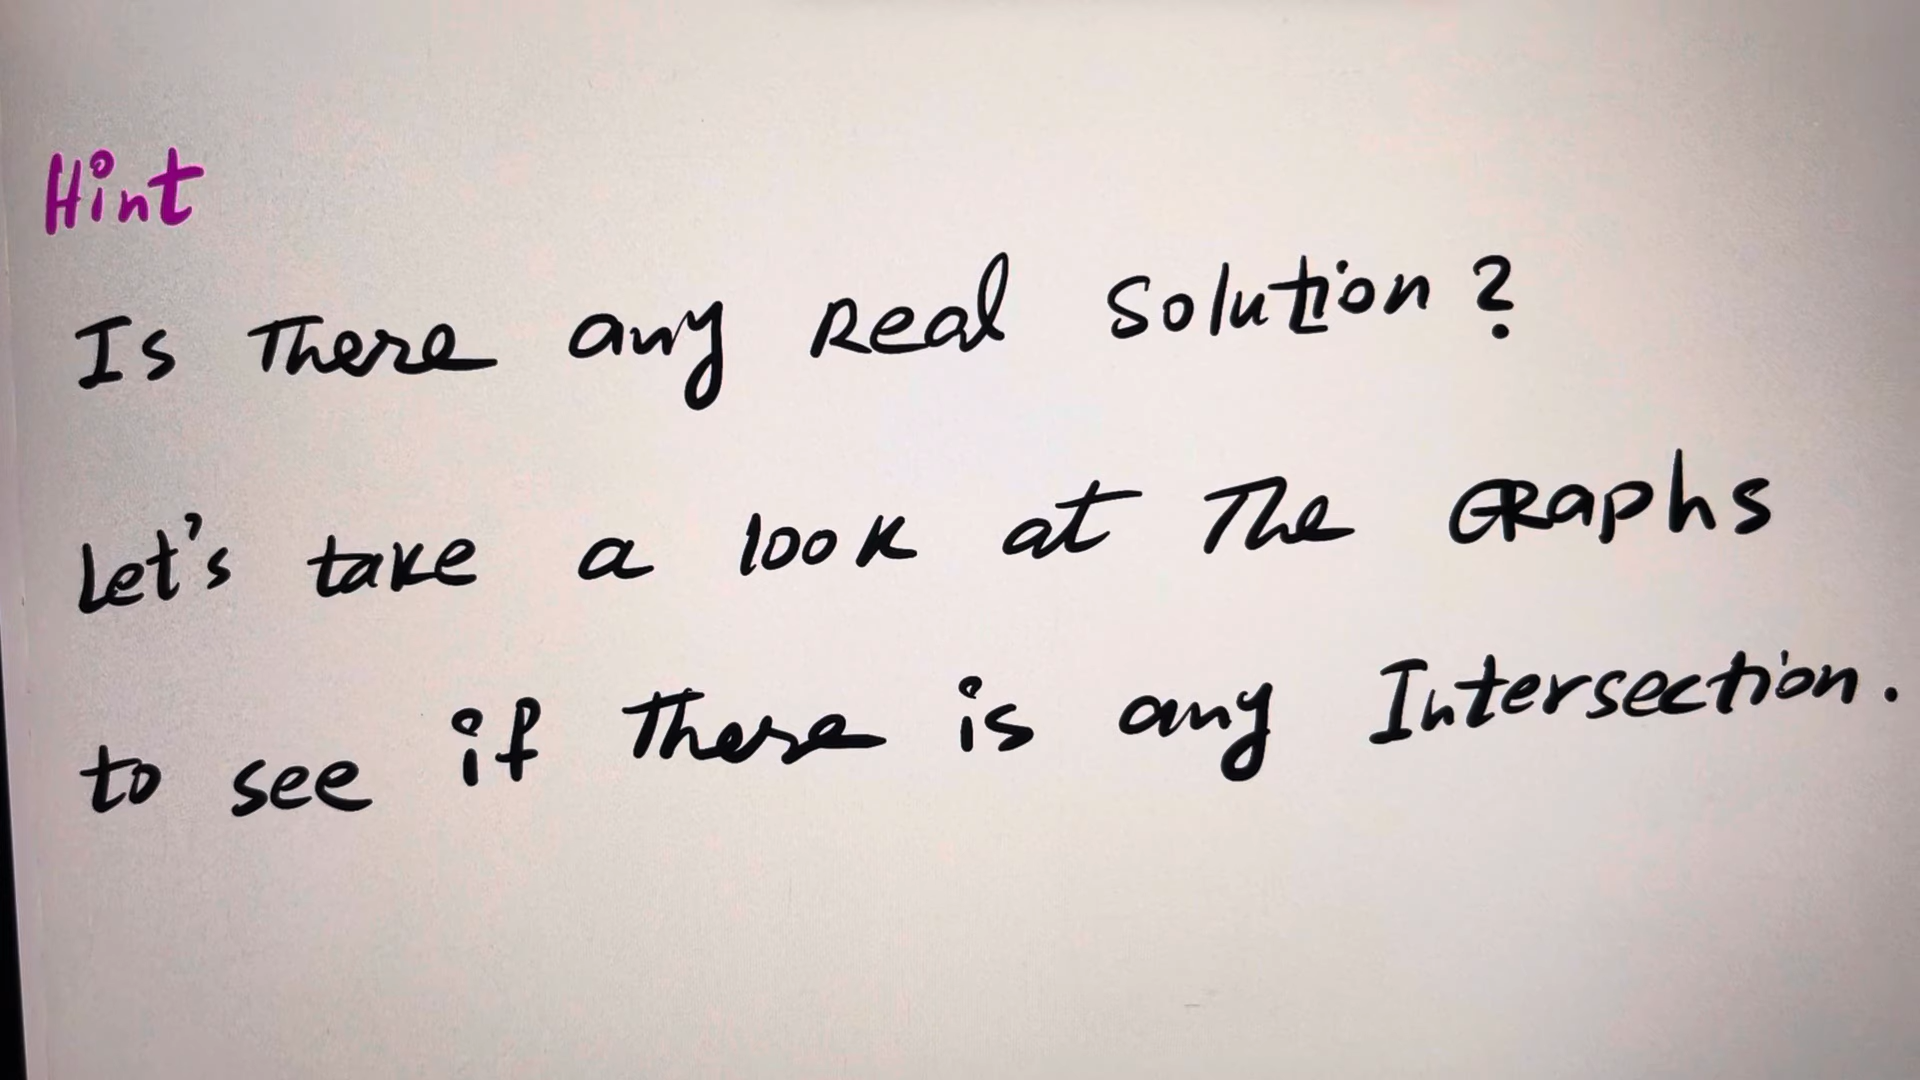 Hint
Is There any Real Solution?
Let's take a look at The GRaphs
to see if There is any Intersection.